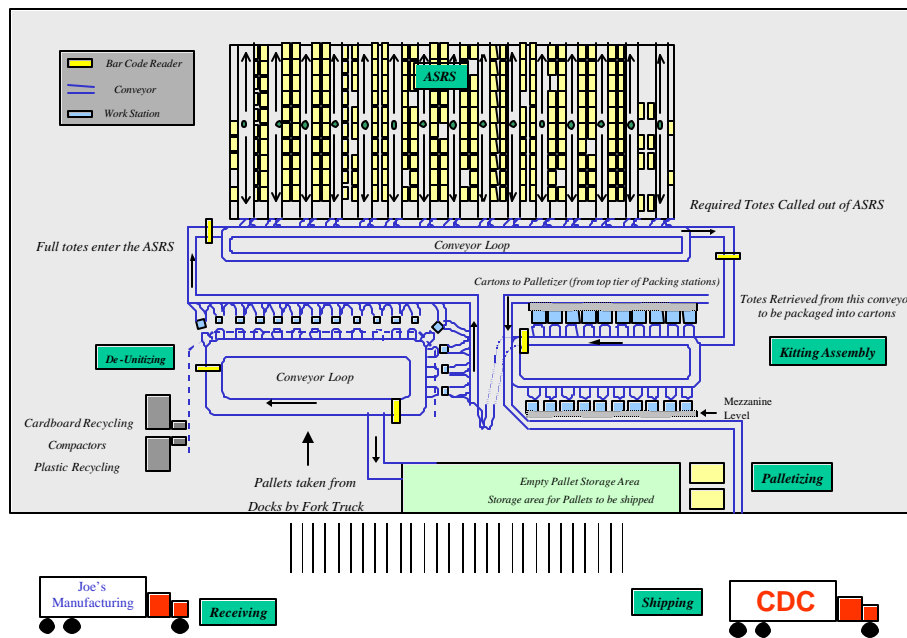 Bar Code Reader
Conveyor
Work Station
ASRS
Required Totes Called out of ASRS
Full totes enter the ASRS
Conveyor Loop
Cartons to Palletizer (from top tier of Packing stations)
Totes Retrieved from this conveyor
to be packaged into cartons
De-Unitizing
Kitting Assembly
Conveyor Loop
Mezzanine
Level
Cardboard Recycling
Compactors
Plastic Recycling
Pallets taken from
Docks by Fork Truck
Empty Pallet Storage Area
Storage area for Pallets to be shipped
Palletizing
Joe's
Manufacturing
Receiving
Shipping
CDC